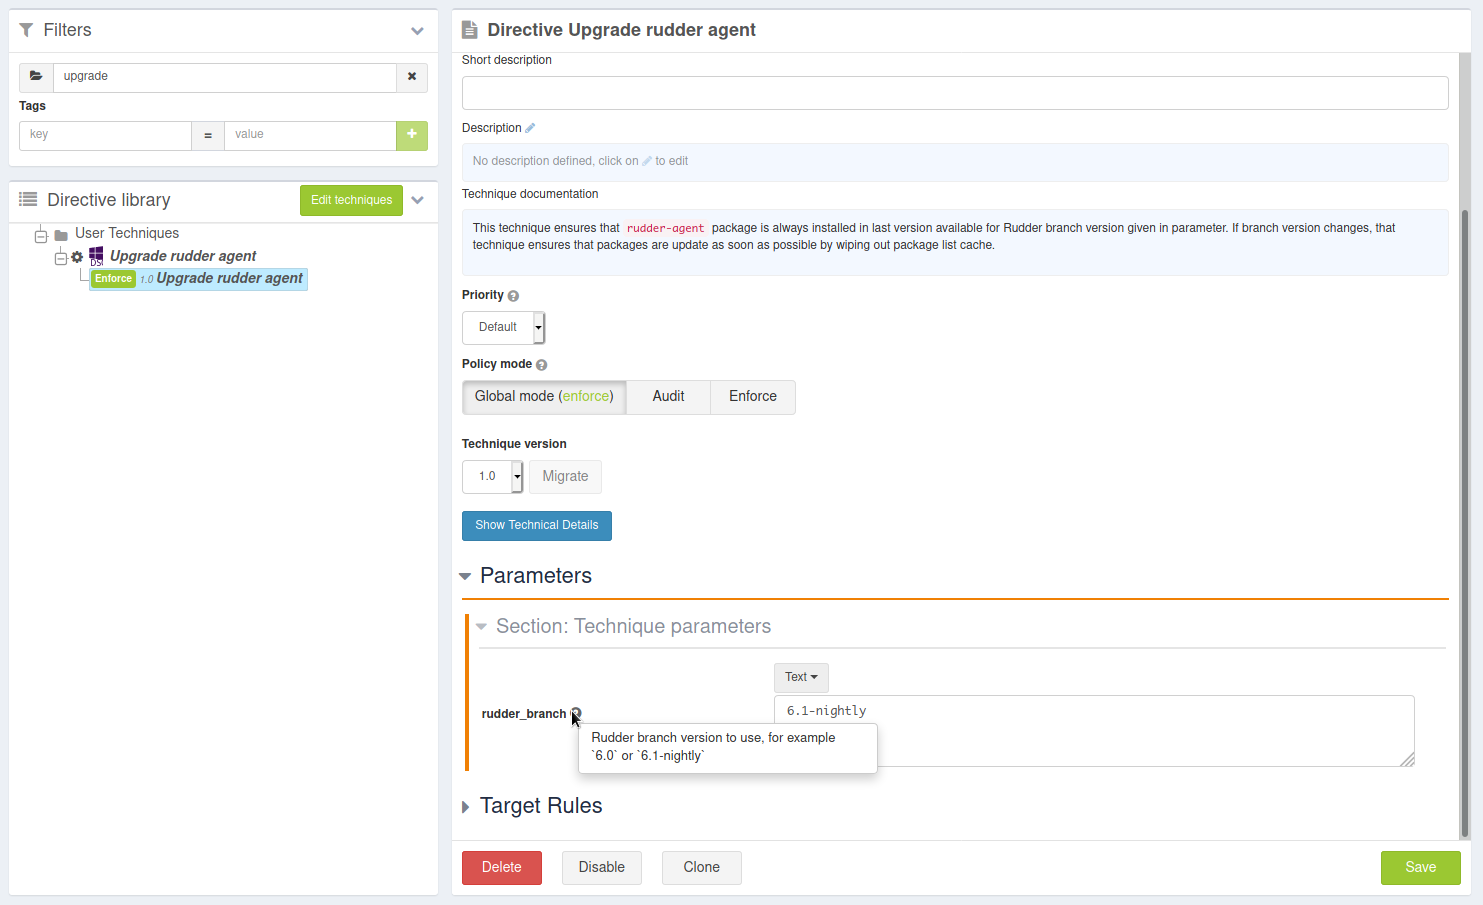 Filters
upgrade
Tags
key = value +
Directive library Edit techniques
User Techniques
DSC
Upgrade rudder agent
Enforce 1.0 Upgrade rudder agent
Directive Upgrade rudder agent
Short description
Description
No description defined, click on to edit
Technique documentation
This technique ensures that rudder-agent package is always installed in last version available for Rudder branch version given in parameter. If branch version changes, that
technique ensures that packages are update as soon as possible by wiping out package list cache.
Priority ?
Default
Policy mode ?
Global mode (enforce) Audit Enforce
Technique version
1.0 Migrate
Show Technical Details
Parameters
Section: Technique parameters
Text
rudder_branch
6.1-nightly
Rudder branch version to use, for example
`6.0` or `6.1-nightly`
Target Rules
Delete Disable Clone Save